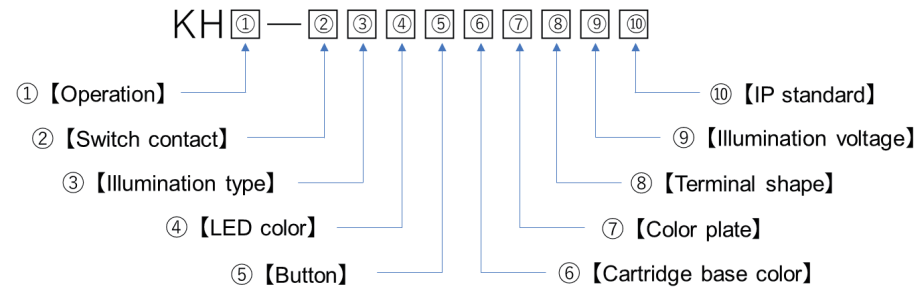 KH①—②③④⑤⑥⑦⑧⑨⑩
①【Operation】
⑩【IP standard】
②【Switch contact】
⑨【Illumination voltage】
③【Illumination type】
⑧【Terminal shape】
④【LED color】
⑦【Color plate】
⑤【Button】
⑥【Cartridge base color】